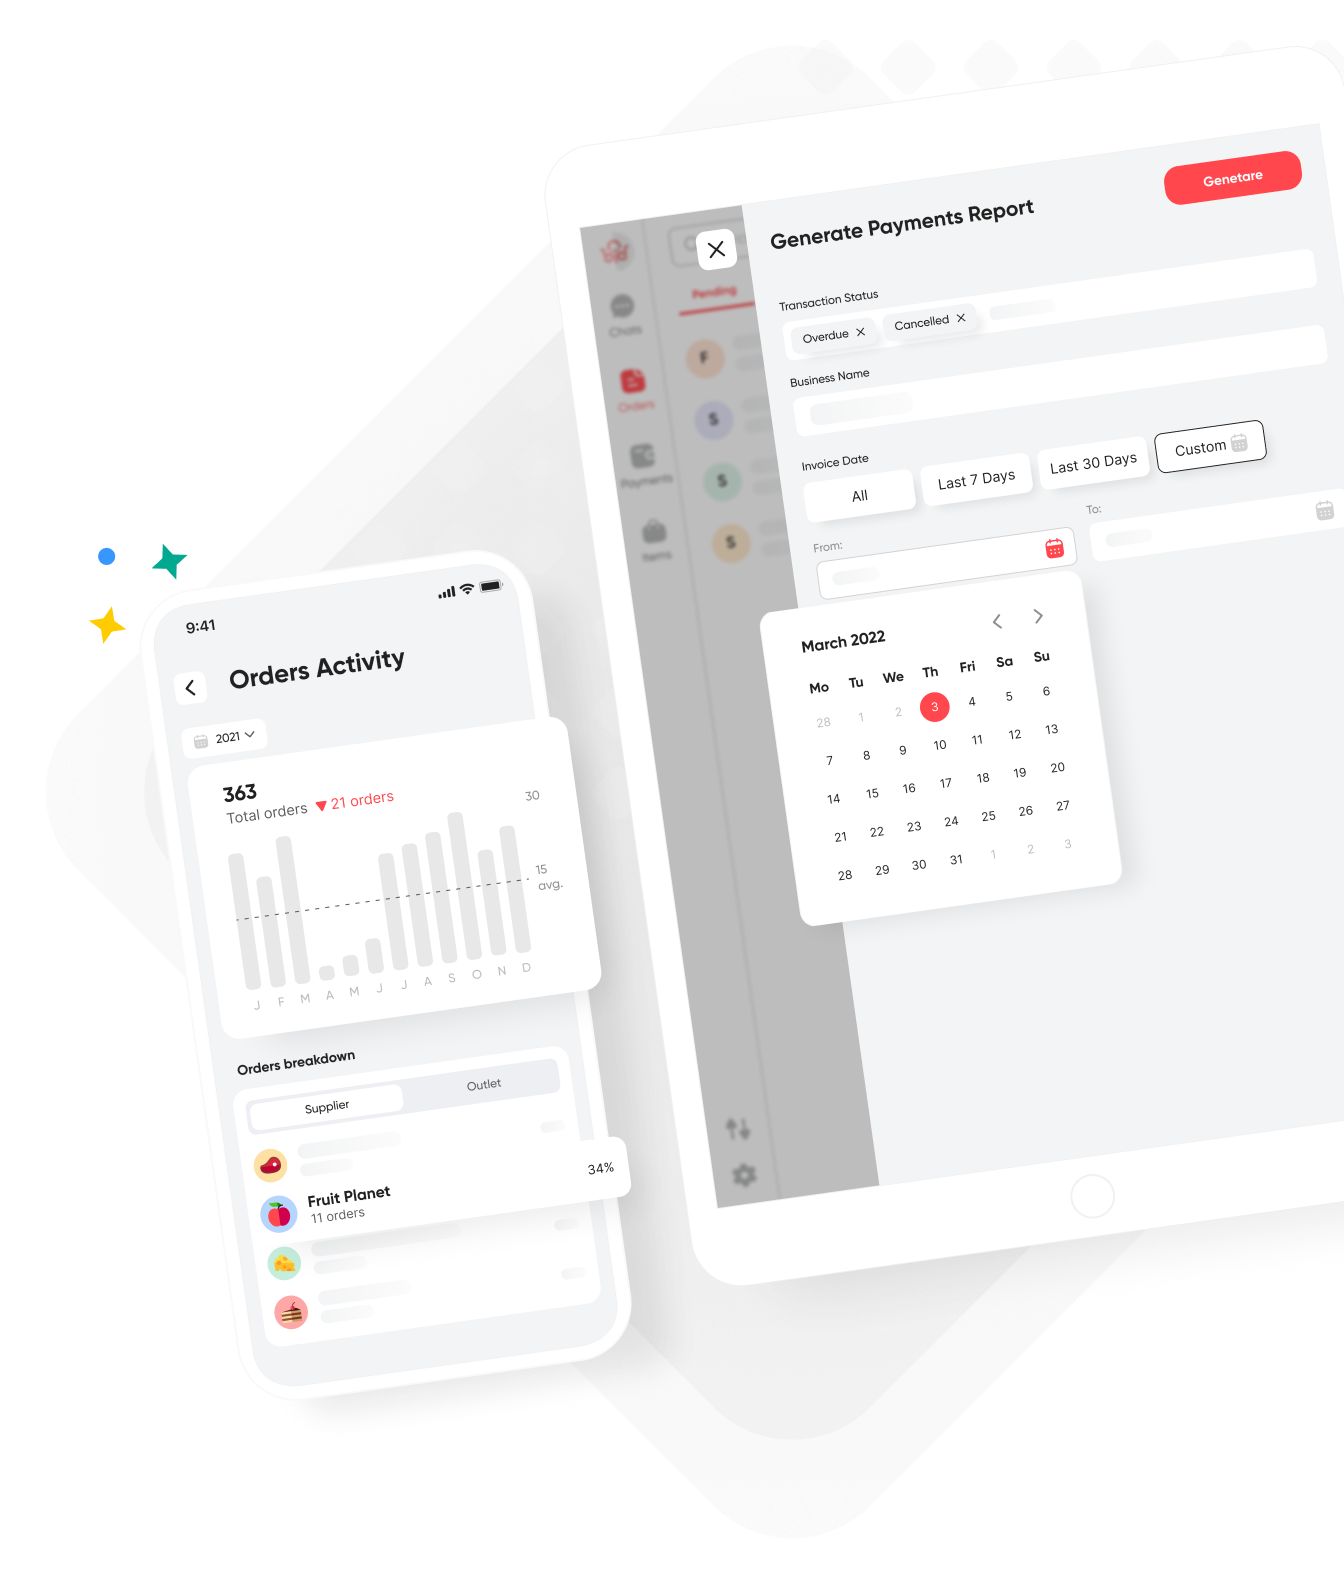 Generate Payments Report
Genetare
Transaction Status
Overdue
Cancelled
Business Name
Invoice Date
All
Last 7 Days
Last 30 Days
Custom
From:
To:
March 2022
Mo Tu We Th Fri Sa Su
28 1 2 3 4 5 6
7 8 9 10 11 12 13
14 15 16 17 18 19 20
21 22 23 24 25 26 27
28 29 30 31 1 2 3
Pending
Chats
Orders
Payments
Items
F
S
S
S
9:41
Orders Activity
2021
363
Total orders 21 orders
30
15
avg.
J F M A M J J A S O N D
Orders breakdown
Supplier
Outlet
Fruit Planet
11 orders
34%